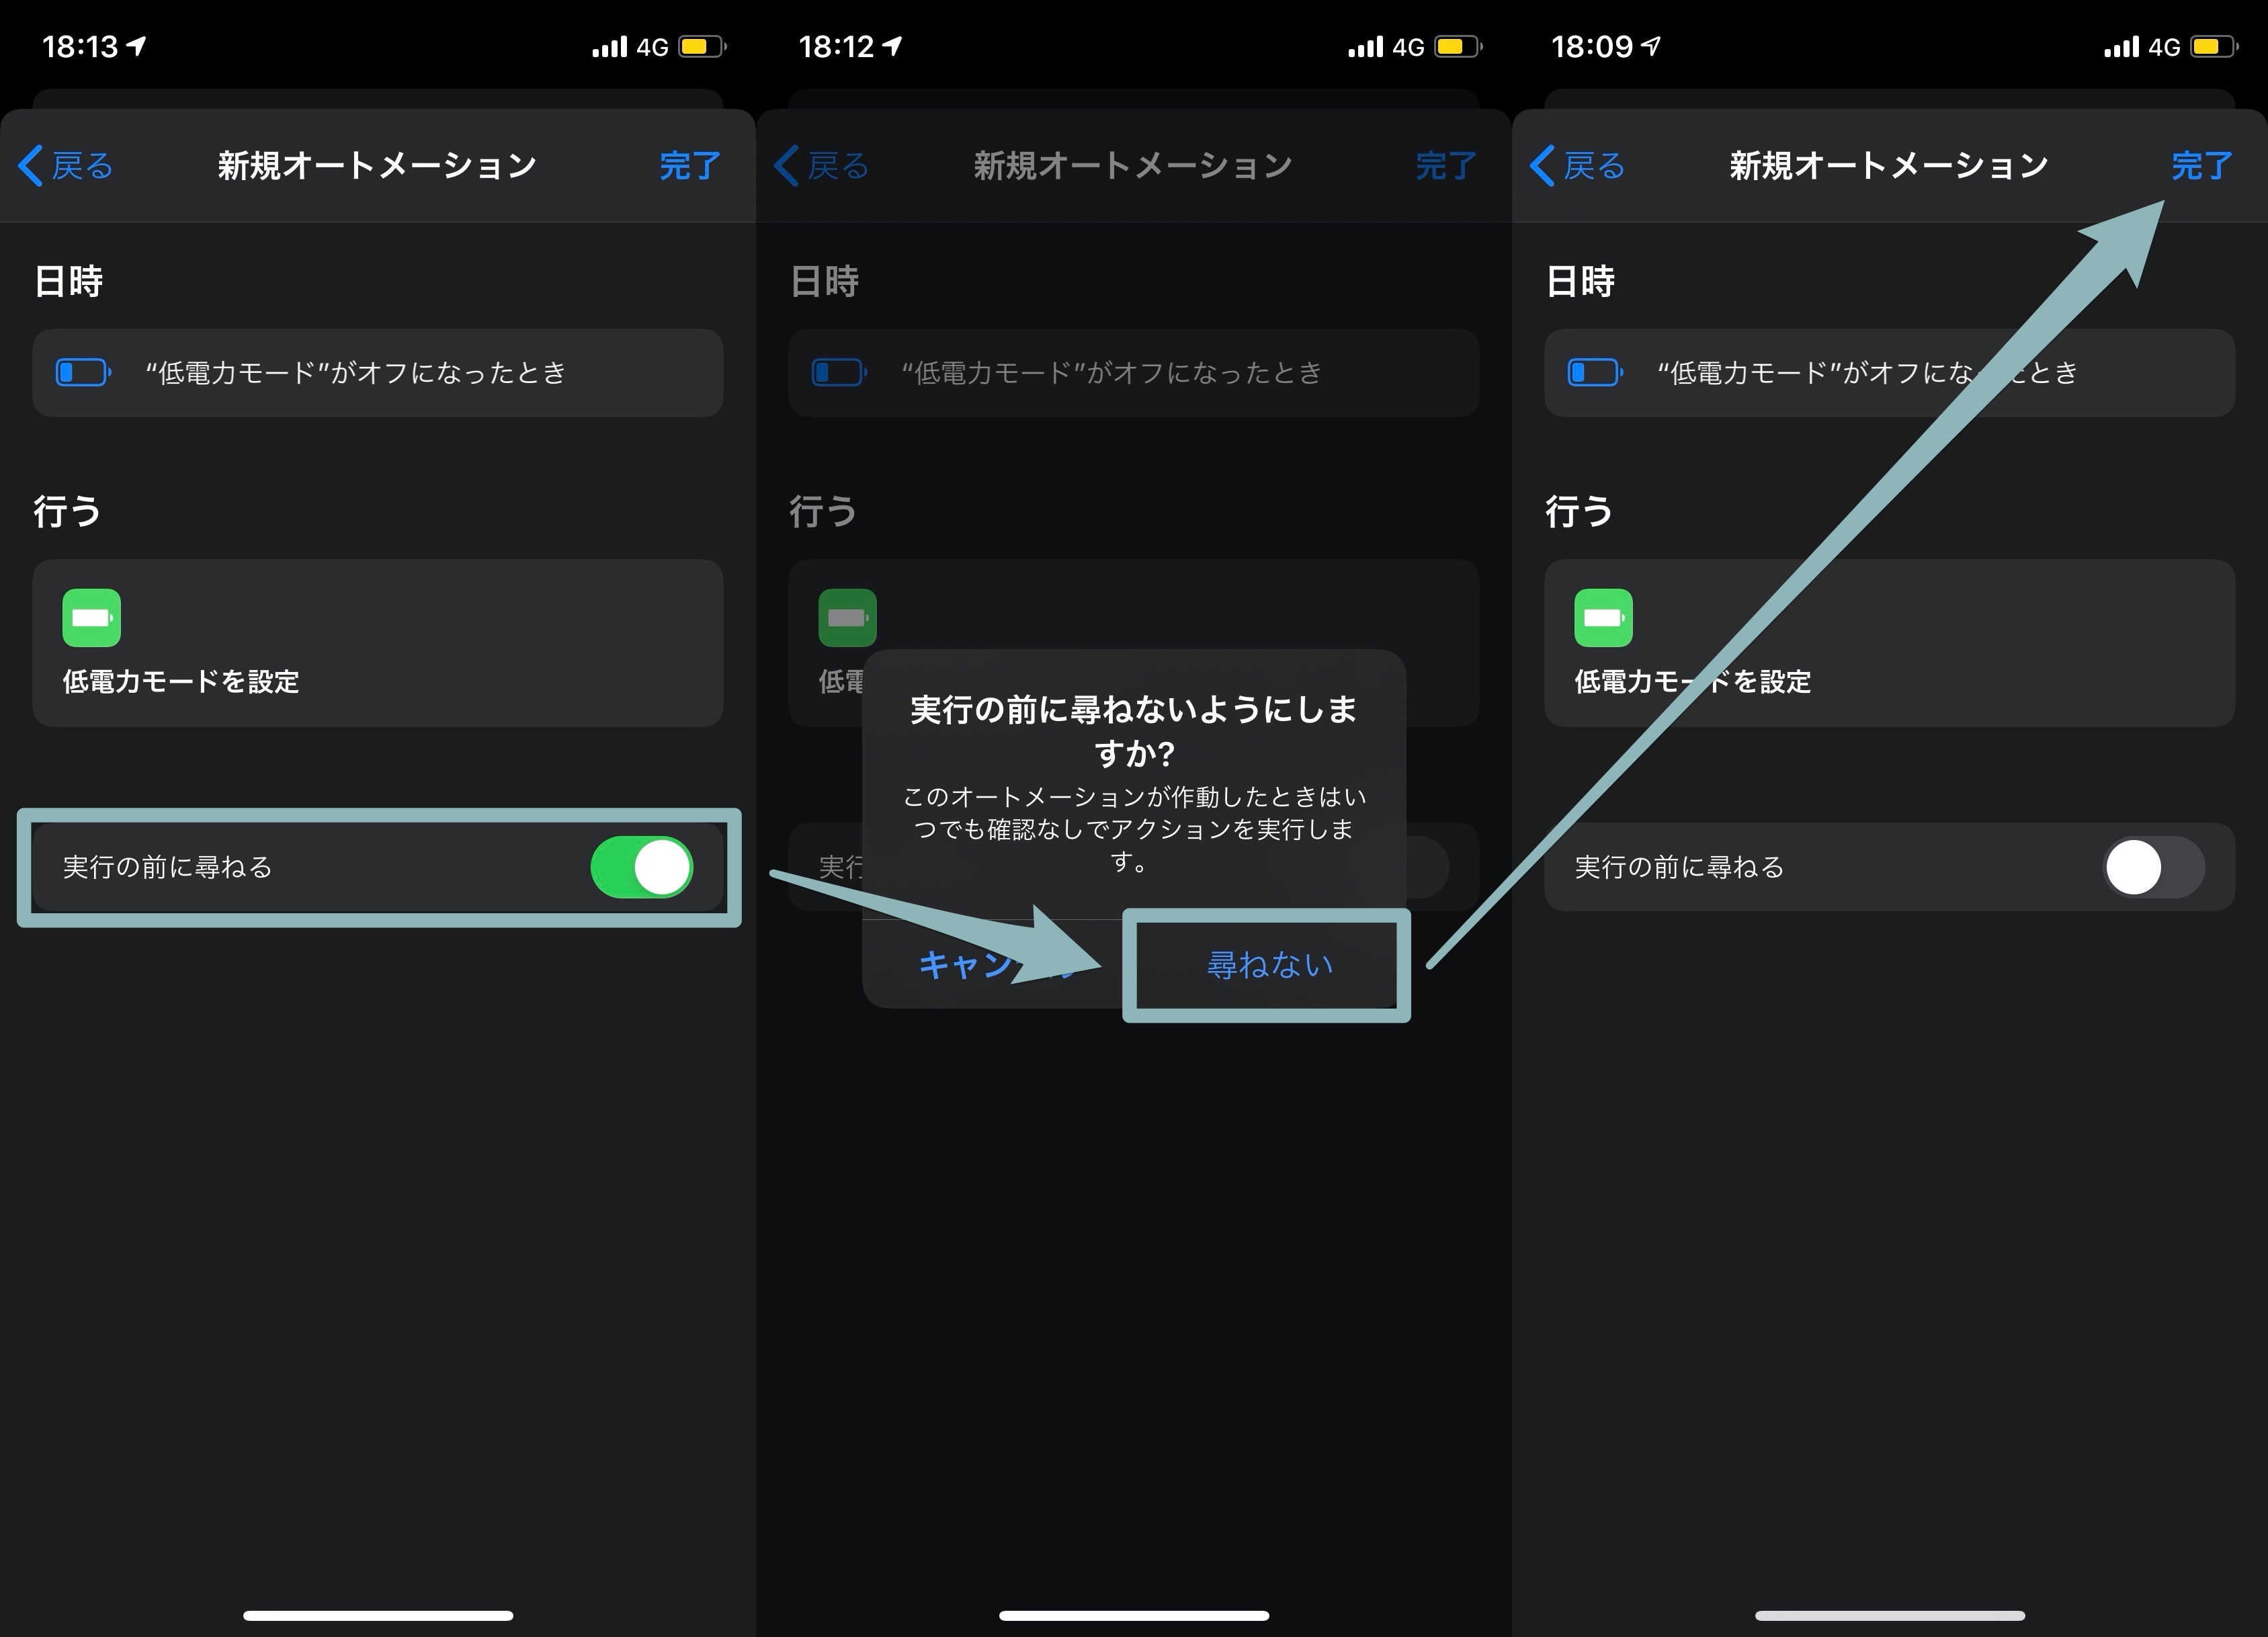 18:13
4G
戻る
新規オートメーション
完了
日時
“低電力モード”がオフになったとき
行う
低電力モードを設定
実行の前に尋ねる
18:12
4G
戻る
新規オートメーション
完了
日時
“低電力モード”がオフになったとき
行う
低電
実行の前に尋ねないようにしま
すか?
このオートメーションが作動したときはい
つでも確認なしでアクションを実行しま
す。
実行
尋ねない
18:09
4G
戻る
新規オートメーション
完了
日時
“低電力モード”がオフになったとき
行う
低電力モードを設定
実行の前に尋ねる